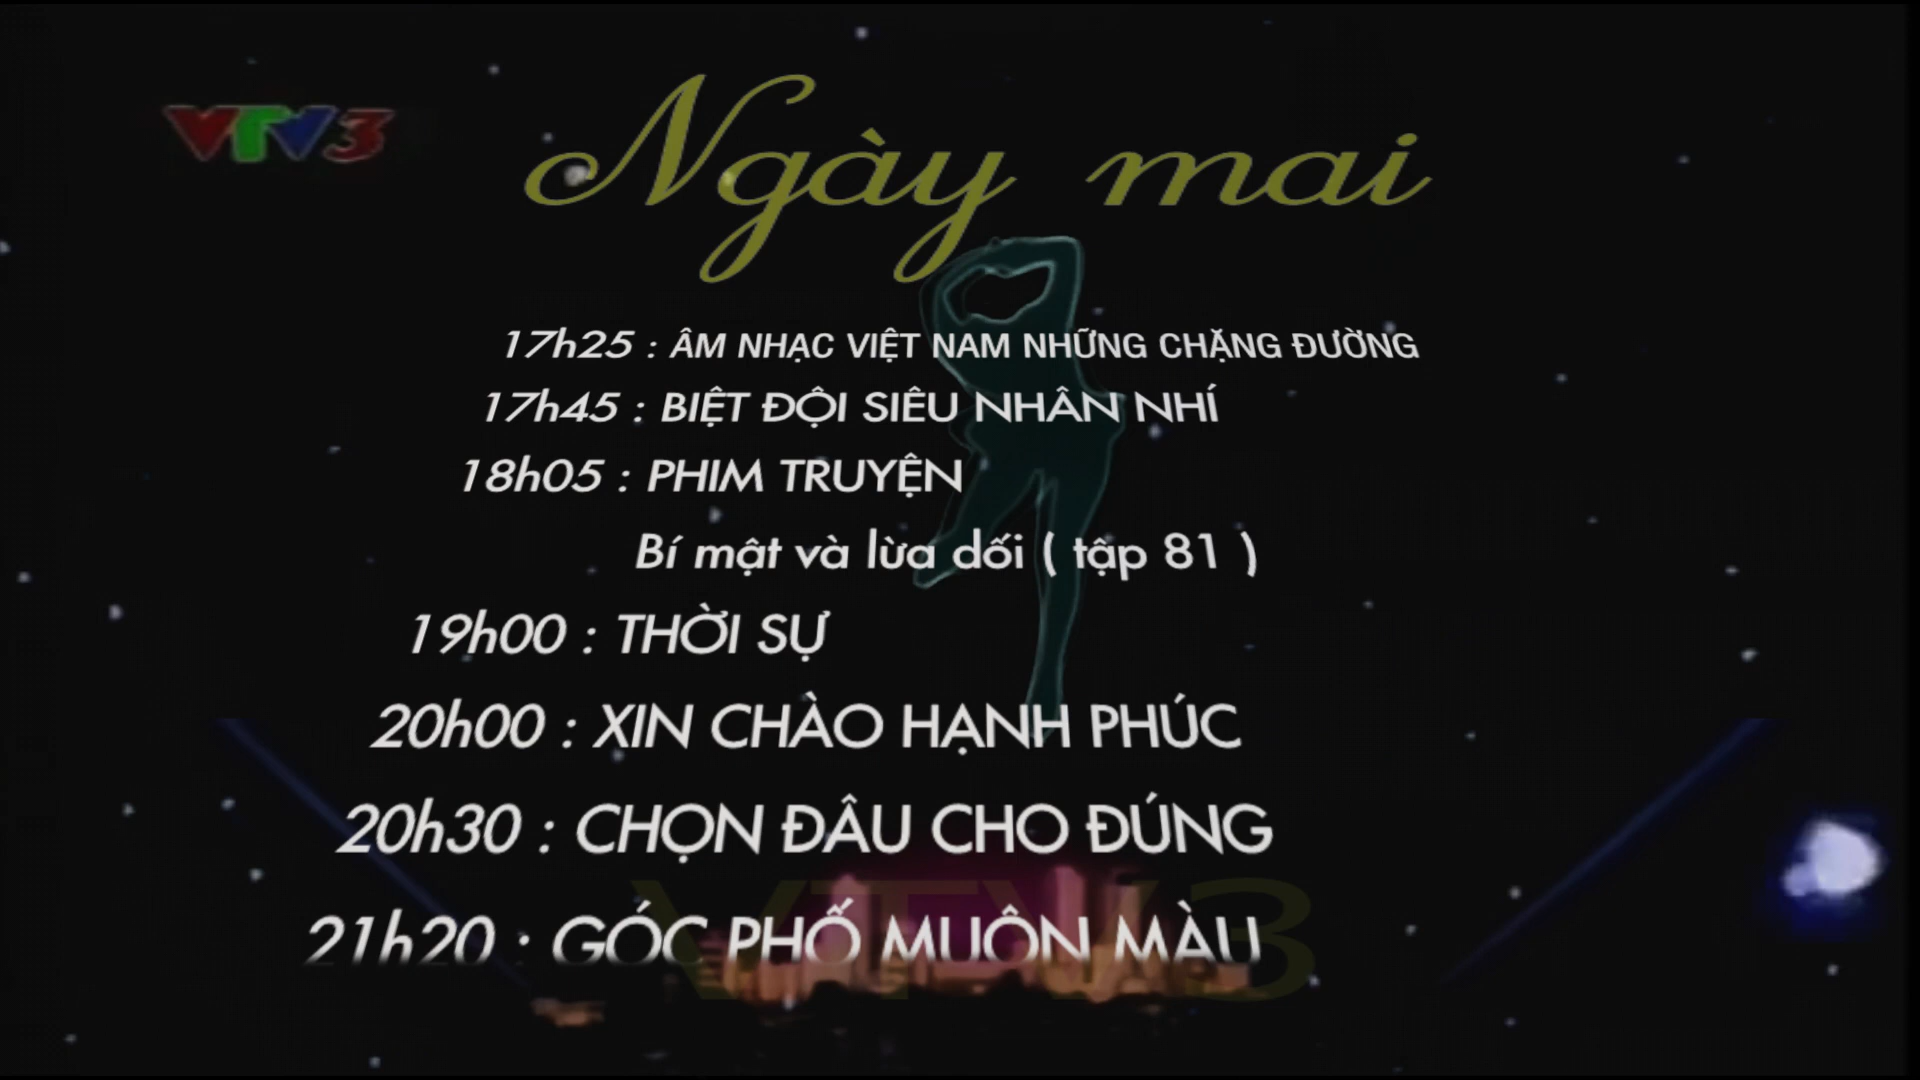 VTV3
Ngày mai
17h25 : ÂM NHẠC VIỆT NAM NHỮNG CHẶNG ĐƯỜNG
17h45 : BIỆT ĐỘI SIÊU NHÂN NHÍ
18h05 : PHIM TRUYỆN
Bí mật và lừa dối ( tập 81 )
19h00 : THỜI SỰ
20h00 : XIN CHÀO HẠNH PHÚC
20h30 : CHỌN ĐÂU CHO ĐÚNG
21h20 : GÓC PHỐ MUÔN MÀU
VTV3